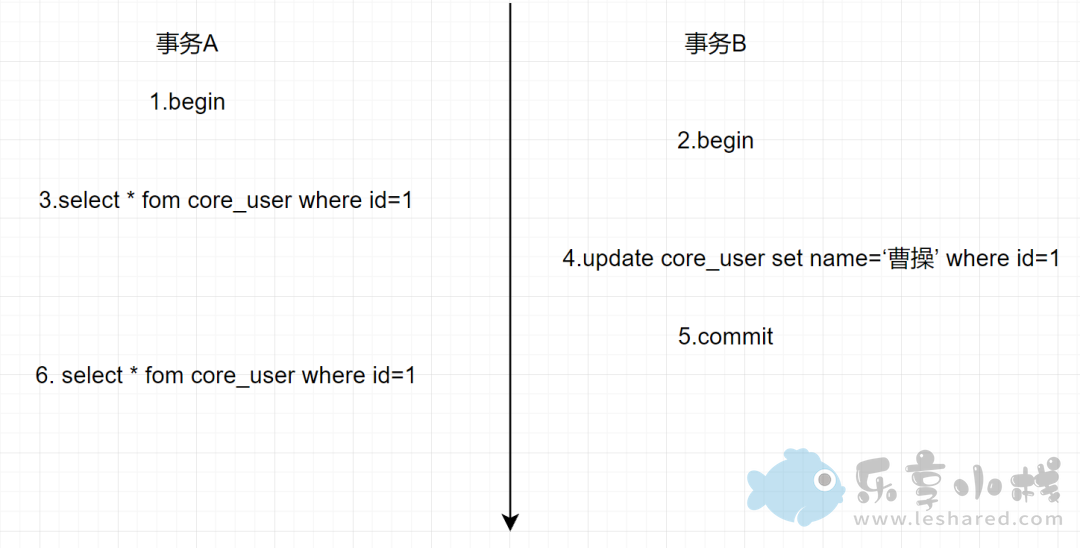 事务A
事务B
1.begin
2.begin
3.select * fom core_user where id=1
4.update core_user set name=‘曹操’ where id=1
5.commit
6. select * fom core_user where id=1
乐享小栈
www.leshared.com